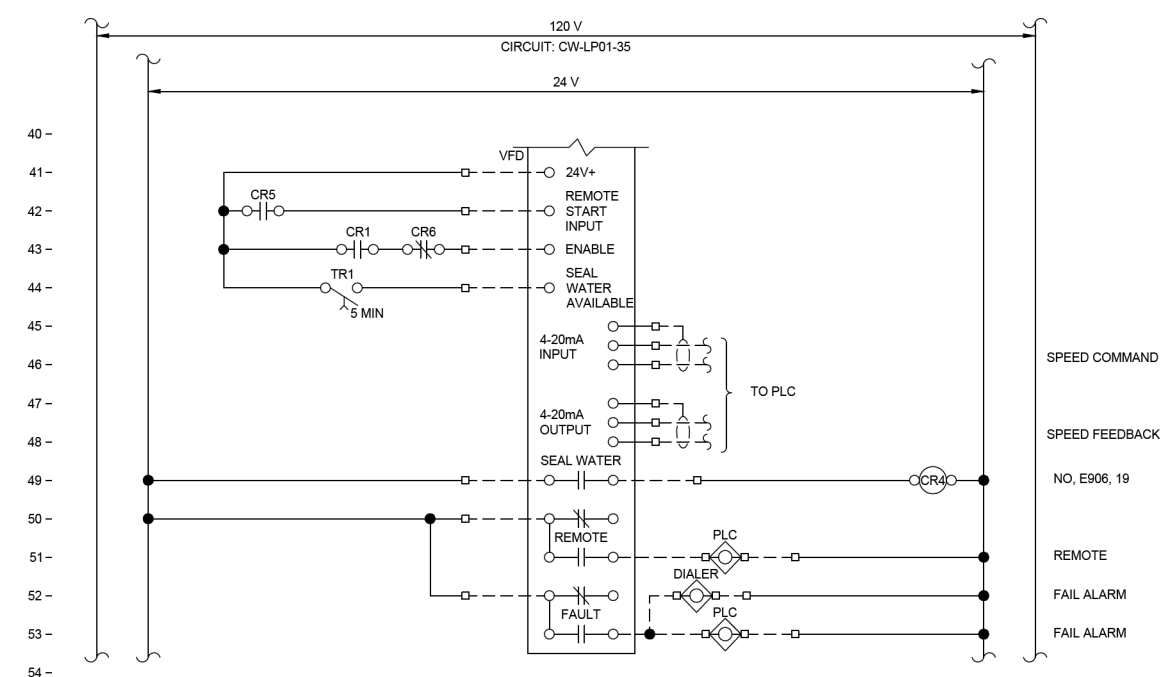 120 V
CIRCUIT: CW-LP01-35
24 V
40
VFD
41
24V+
CR5
REMOTE
42
START
INPUT
CR1
CR6
43
ENABLE
TR1
SEAL
44
WATER
AVAILABLE
5 MIN
45
4-20mA
INPUT
46
SPEED COMMAND
TO PLC
47
4-20mA
OUTPUT
48
SPEED FEEDBACK
SEAL WATER
49
CR4
NO, E906, 19
50
REMOTE
PLC
51
REMOTE
DIALER
52
FAIL ALARM
FAULT
PLC
53
FAIL ALARM
54